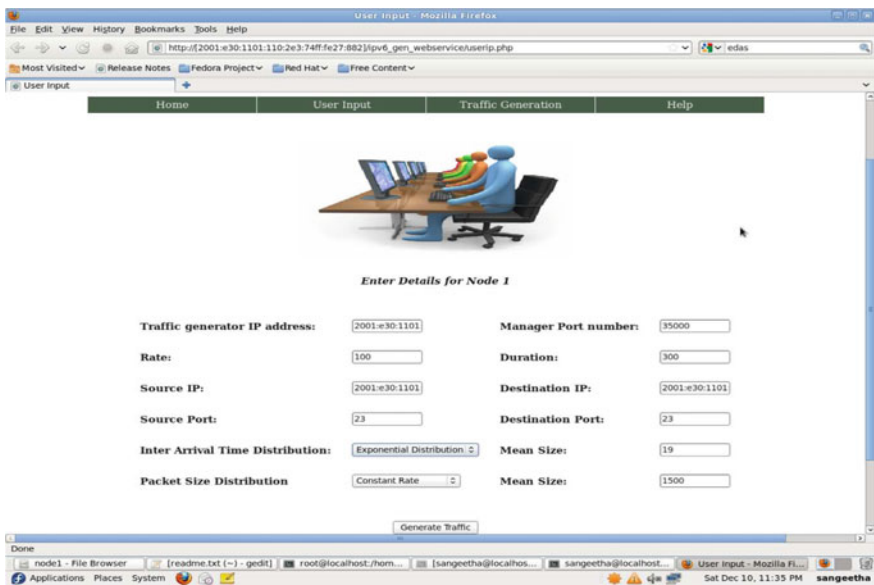 User Input - Mozilla Firefox
File Edit View History Bookmarks Tools Help
http://[2001:e30:1101:110:2e3:74ff:fe27:882]/ipv6_gen_webservice/userip.php
edas
Most Visited Release Notes Fedora Project Red Hat Free Content
User Input
Home User Input Traffic Generation Help
Enter Details for Node 1
Traffic generator IP address: 2001:e30:1101 Manager Port number: 35000
Rate: 100 Duration: 300
Source IP: 2001:e30:1101 Destination IP: 2001:e30:1101
Source Port: 23 Destination Port: 23
Inter Arrival Time Distribution: Exponential Distribution Mean Size: 19
Packet Size Distribution Constant Rate Mean Size: 1500
Generate Traffic
Done
node1 - File Browser [readme.txt (~) - gedit] root@localhost:/hom... [sangeetha@localhos... sangeetha@localhost... User Input - Mozilla Fi...
Applications Places System Sat Dec 10, 11:35 PM sangeetha